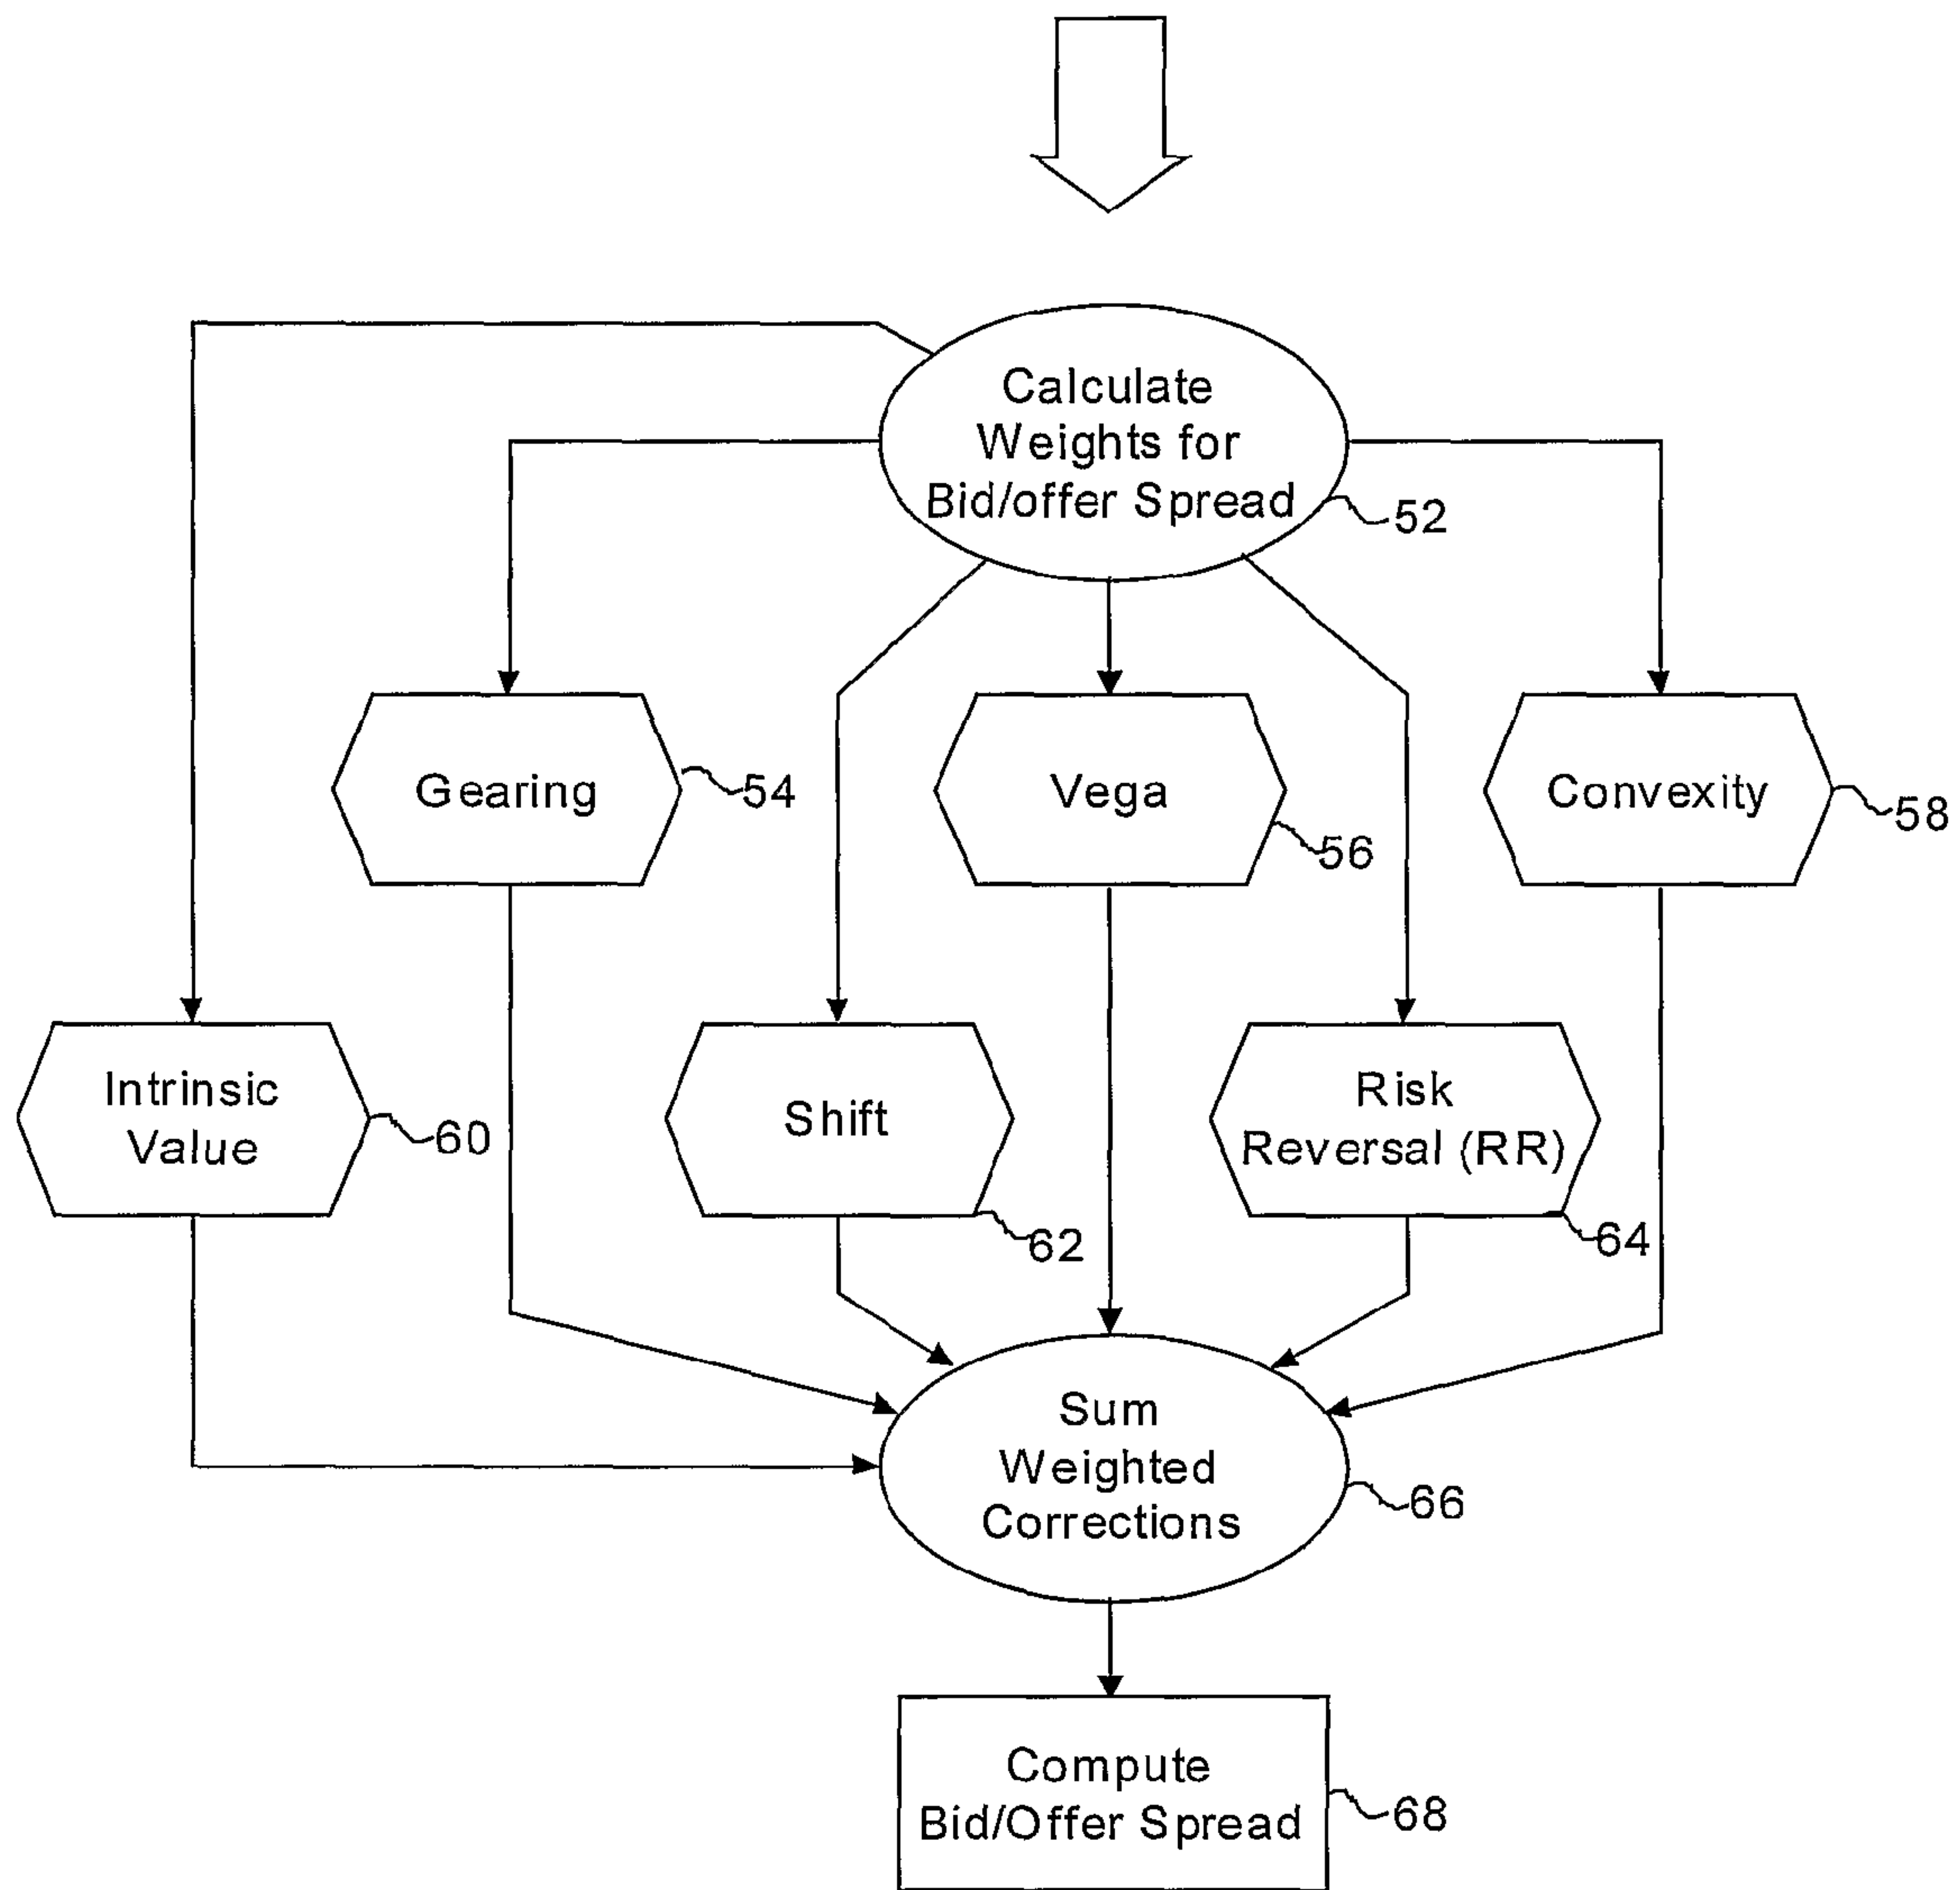 Calculate
Weights for
Bid/offer Spread
52
Gearing
54
Vega
56
Convexity
58
Intrinsic
Value
60
Shift
62
Risk
Reversal (RR)
64
Sum
Weighted
Corrections
66
Compute
Bid/Offer Spread
68